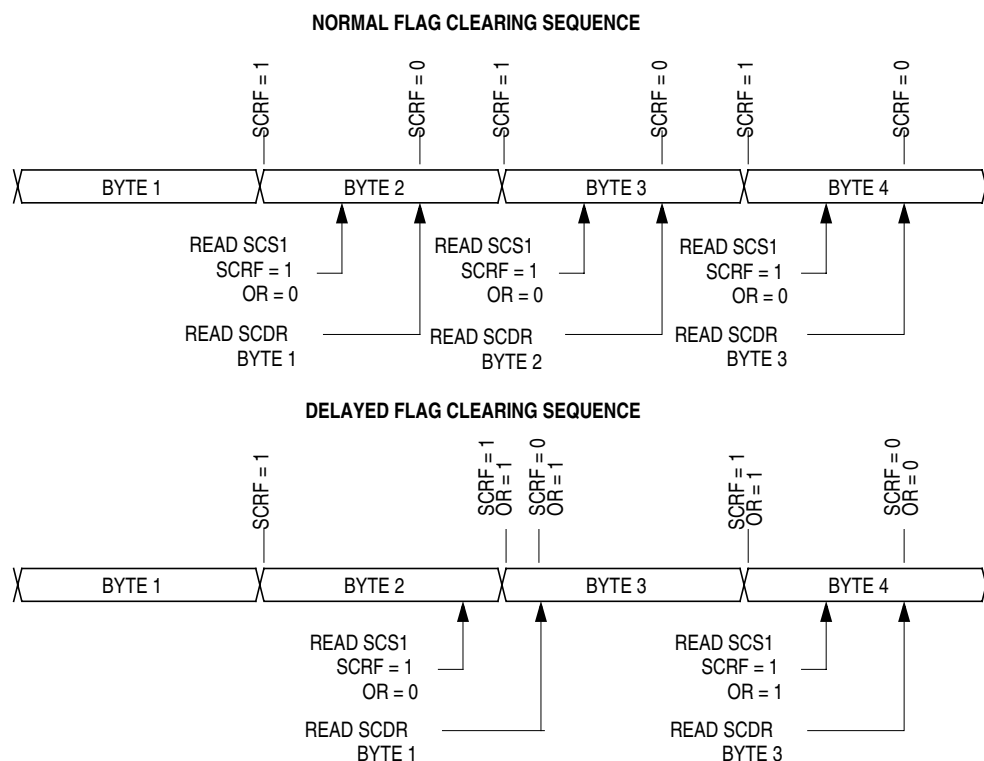 NORMAL FLAG CLEARING SEQUENCE
SCRF = 1
SCRF = 0
SCRF = 1
SCRF = 0
SCRF = 1
SCRF = 0
BYTE 1
BYTE 2
BYTE 3
BYTE 4
READ SCS1
SCRF = 1
OR = 0
READ SCS1
SCRF = 1
OR = 0
READ SCS1
SCRF = 1
OR = 0
READ SCDR
BYTE 1
READ SCDR
BYTE 2
READ SCDR
BYTE 3
DELAYED FLAG CLEARING SEQUENCE
SCRF = 1
SCRF = 1
OR = 1
SCRF = 0
OR = 1
SCRF = 1
OR = 1
SCRF = 0
OR = 0
BYTE 1
BYTE 2
BYTE 3
BYTE 4
READ SCS1
SCRF = 1
OR = 0
READ SCS1
SCRF = 1
OR = 1
READ SCDR
BYTE 1
READ SCDR
BYTE 3